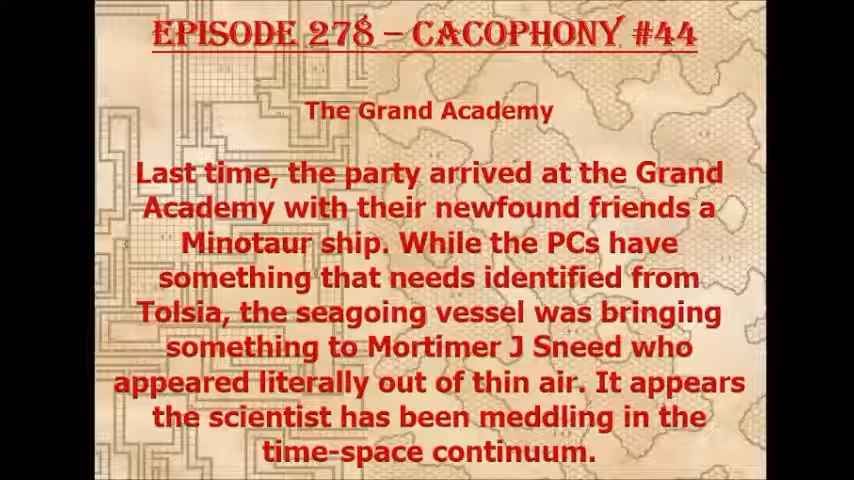 EPISODE 278 – CACOPHONY #44
The Grand Academy
Last time, the party arrived at the Grand
Academy with their newfound friends a
Minotaur ship. While the PCs have
something that needs identified from
Tolsia, the seagoing vessel was bringing
something to Mortimer J Sneed who
appeared literally out of thin air. It appears
the scientist has been meddling in the
time-space continuum.